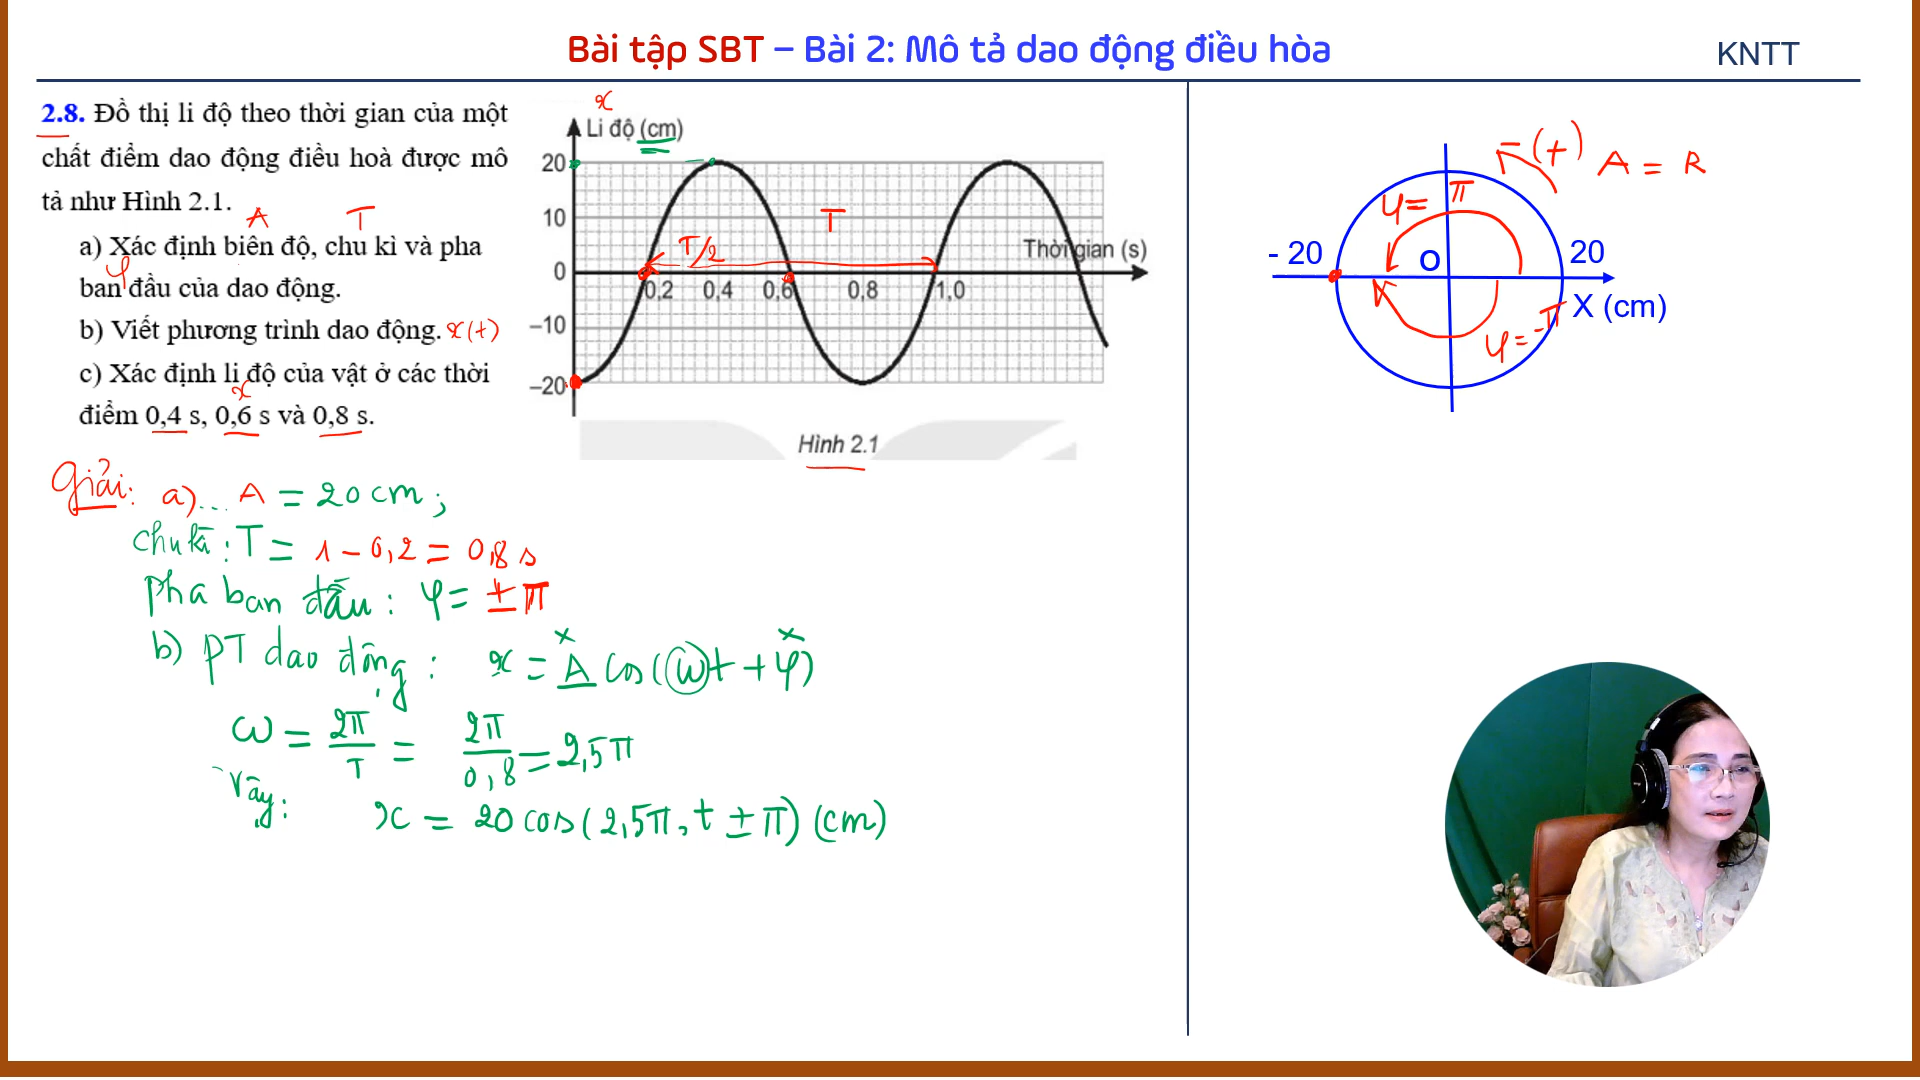 Bài tập SBT – Bài 2: Mô tả dao động điều hòa
KNTT
2.8. Đồ thị li độ theo thời gian của một
chất điểm dao động điều hoà được mô
tả như Hình 2.1.
A T
a) Xác định biên độ, chu kì và pha
φ
ban đầu của dao động.
b) Viết phương trình dao động. x(t)
c) Xác định li độ của vật ở các thời
x
điểm 0,4 s, 0,6 s và 0,8 s.
x
Li độ (cm)
20
10
0
–10
–20
T/2
T
Thời gian (s)
0,2 0,4 0,6 0,8 1,0
Hình 2.1
(+) A = R
φ = π
- 20 O 20
X (cm)
φ = -π
Giải: a)... A = 20 cm;
chu kì: T = 1 - 0,2 = 0,8 s
pha ban đầu: φ = ± π
b) PT dao động: x = A cos(ωt + φ)
ω = 2π/T = 2π/0,8 = 2,5π
Vậy: x = 20 cos(2,5π.t ± π) (cm)